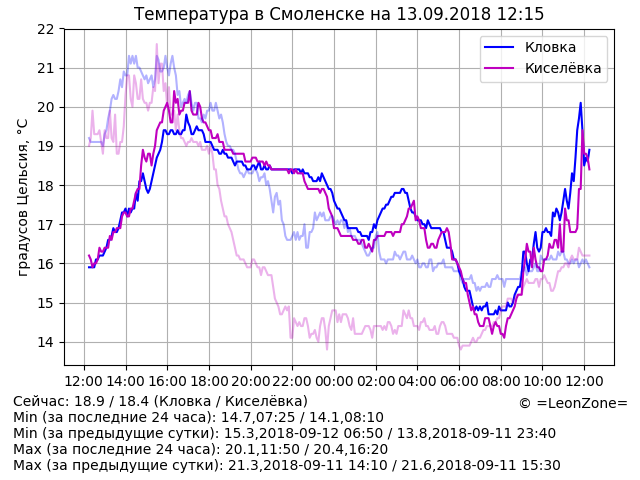 Температура в Смоленске на 13.09.2018 12:15
22
21
20
19
18
17
16
15
14
градусов Цельсия, °C
Кловка
Киселёвка
12:00 14:00 16:00 18:00 20:00 22:00 00:00 02:00 04:00 06:00 08:00 10:00 12:00
Сейчас: 18.9 / 18.4 (Кловка / Киселёвка)
© =LeonZone=
Min (за последние 24 часа): 14.7,07:25 / 14.1,08:10
Min (за предыдущие сутки): 15.3,2018-09-12 06:50 / 13.8,2018-09-11 23:40
Max (за последние 24 часа): 20.1,11:50 / 20.4,16:20
Max (за предыдущие сутки): 21.3,2018-09-11 14:10 / 21.6,2018-09-11 15:30